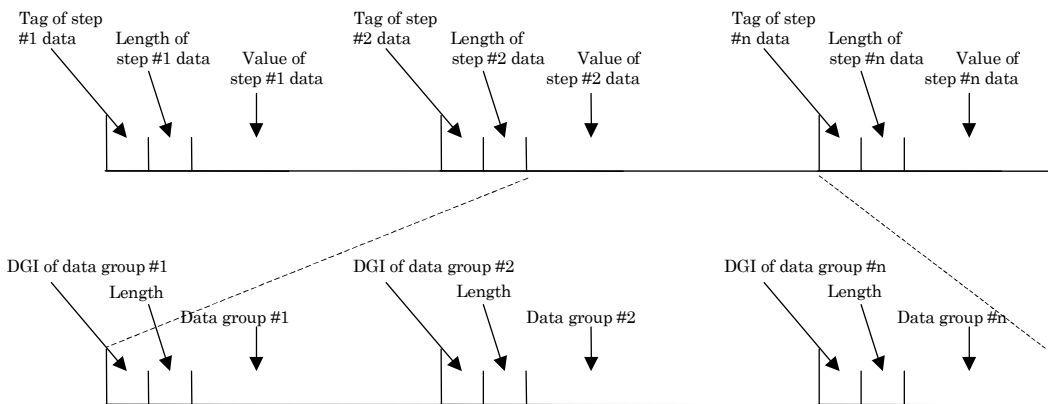 Tag of step
#1 data
Length of
step #1 data
Value of
step #1 data
Tag of step
#2 data
Length of
step #2 data
Value of
step #2 data
Tag of step
#n data
Length of
step #n data
Value of
step #n data
DGI of data group #1
Length
Data group #1
DGI of data group #2
Length
Data group #2
DGI of data group #n
Length
Data group #n